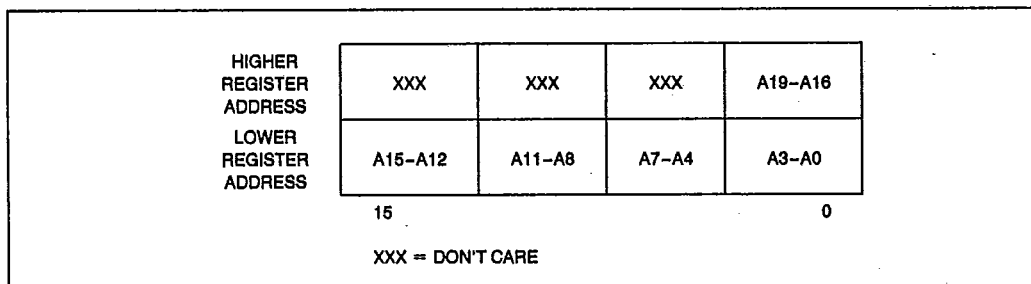 HIGHER
REGISTER
ADDRESS
XXX XXX XXX A19–A16
LOWER
REGISTER
ADDRESS
A15–A12 A11–A8 A7–A4 A3–A0
15 0
XXX = DON'T CARE